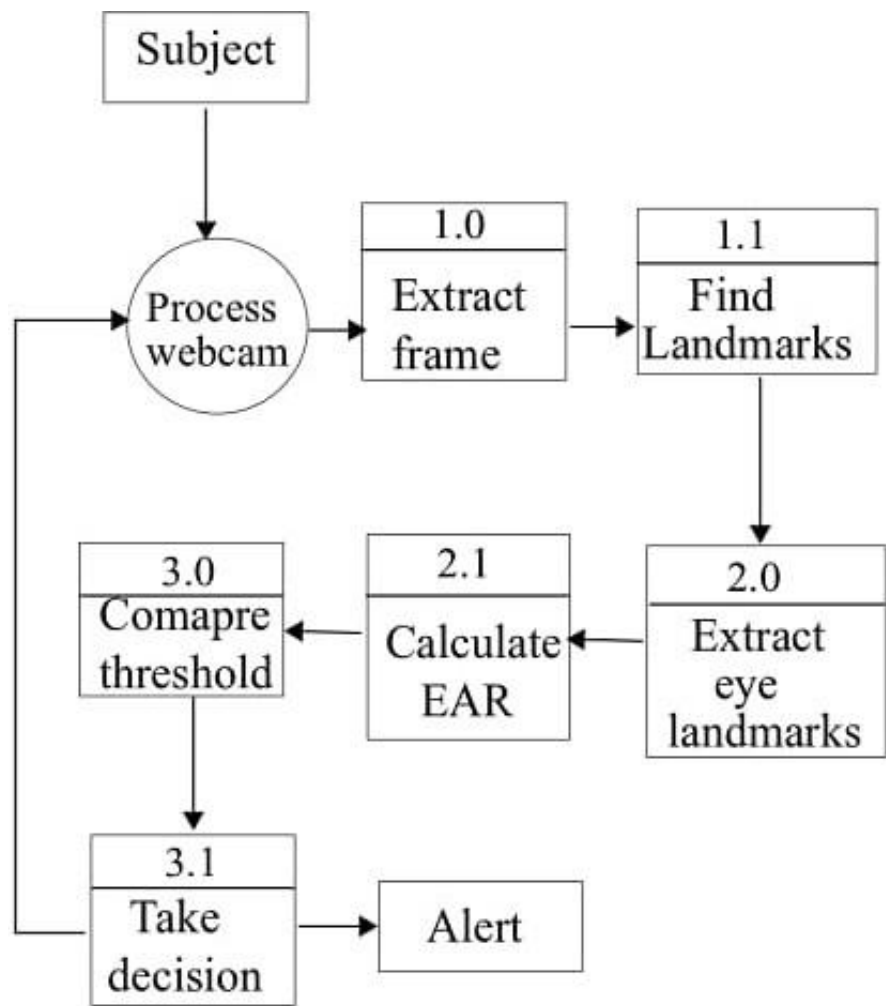 Subject
Process
webcam
1.0
Extract
frame
1.1
Find
Landmarks
2.0
Extract
eye
landmarks
2.1
Calculate
EAR
3.0
Comapre
threshold
3.1
Take
decision
Alert